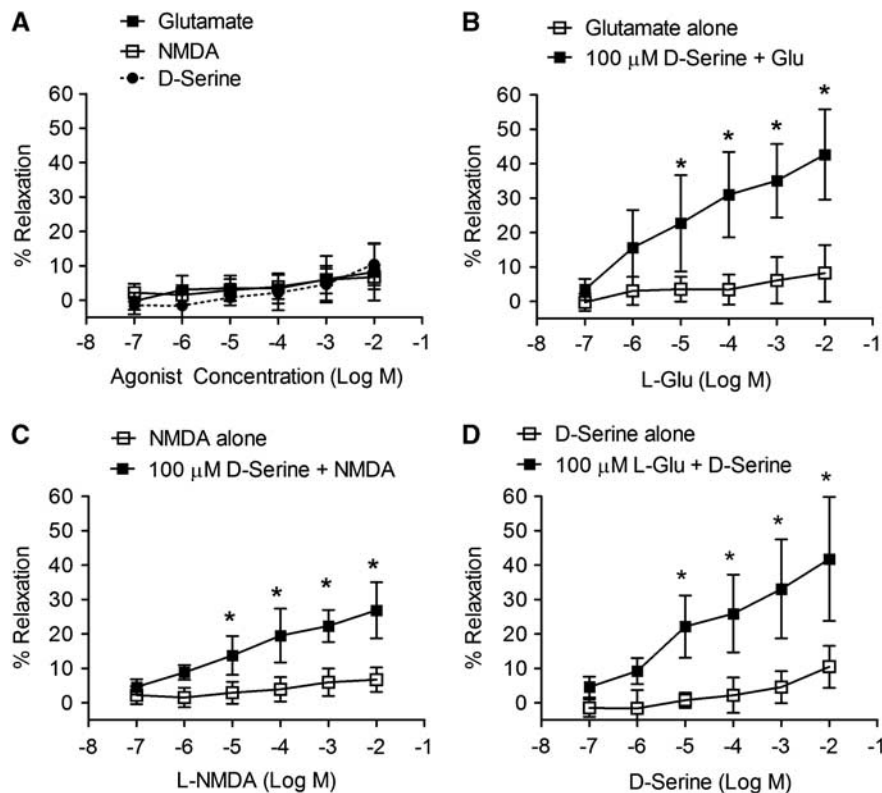 A
Glutamate
NMDA
D-Serine
% Relaxation
60
50
40
30
20
10
0
-8 -7 -6 -5 -4 -3 -2 -1
Agonist Concentration (Log M)
B
Glutamate alone
100 μM D-Serine + Glu
% Relaxation
60
50
40
30
20
10
0
* * * *
-8 -7 -6 -5 -4 -3 -2 -1
L-Glu (Log M)
C
NMDA alone
100 μM D-Serine + NMDA
% Relaxation
60
50
40
30
20
10
0
* * * *
-8 -7 -6 -5 -4 -3 -2 -1
L-NMDA (Log M)
D
D-Serine alone
100 μM L-Glu + D-Serine
% Relaxation
60
50
40
30
20
10
0
* * * *
-8 -7 -6 -5 -4 -3 -2 -1
D-Serine (Log M)